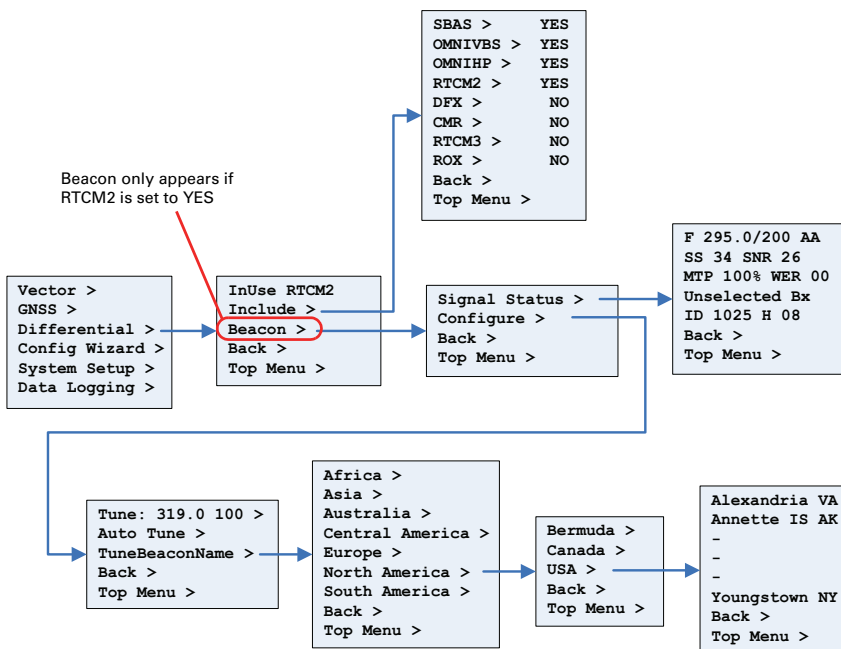 SBAS > YES
OMNIVBS > YES
OMNIHP > YES
RTCM2 > YES
DFX > NO
CMR > NO
RTCM3 > NO
ROX > NO
Back >
Top Menu >
Beacon only appears if
RTCM2 is set to YES
Vector >
GNSS >
Differential >
Config Wizard >
System Setup >
Data Logging >
InUse RTCM2
Include >
Beacon >
Back >
Top Menu >
Signal Status >
Configure >
Back >
Top Menu >
F 295.0/200 AA
SS 34 SNR 26
MTP 100% WER 00
Unselected Bx
ID 1025 H 08
Back >
Top Menu >
Tune: 319.0 100 >
Auto Tune >
TuneBeaconName >
Back >
Top Menu >
Africa >
Asia >
Australia >
Central America >
Europe >
North America >
South America >
Back >
Top Menu >
Bermuda >
Canada >
USA >
Back >
Top Menu >
Alexandria VA
Annette IS AK
-
-
-
Youngstown NY
Back >
Top Menu >